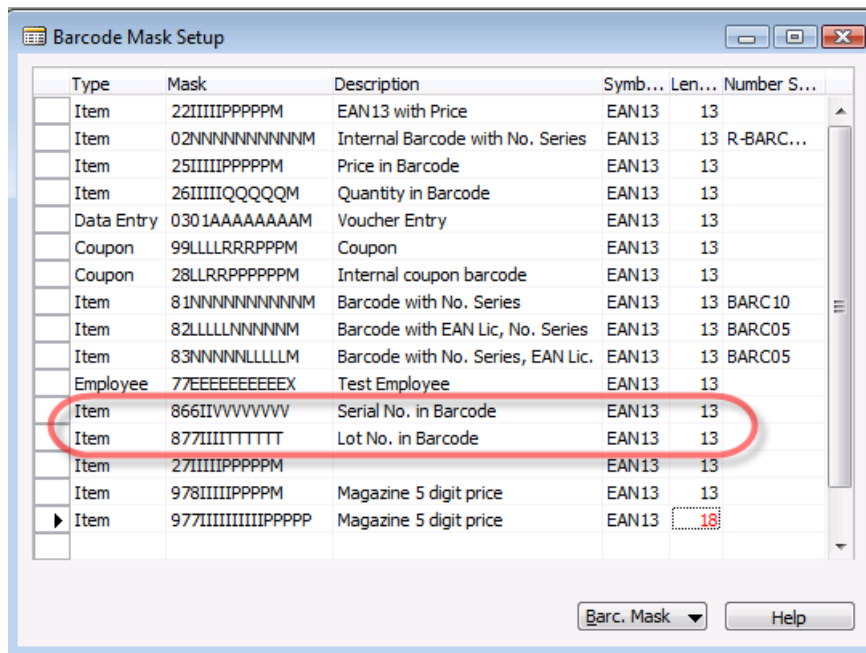 Barcode Mask Setup
Type Mask Description Symb... Len... Number S...
Item 22IIIIIPPPPPM EAN13 with Price EAN13 13
Item 02NNNNNNNNNNM Internal Barcode with No. Series EAN13 13 R-BARC...
Item 25IIIIIPPPPPM Price in Barcode EAN13 13
Item 26IIIIIQQQQQM Quantity in Barcode EAN13 13
Data Entry 0301AAAAAAAAM Voucher Entry EAN13 13
Coupon 99LLLLRRRPPPM Coupon EAN13 13
Coupon 28LLRRPPPPPPM Internal coupon barcode EAN13 13
Item 81NNNNNNNNNNM Barcode with No. Series EAN13 13 BARC10
Item 82LLLLLNNNNNM Barcode with EAN Lic, No. Series EAN13 13 BARC05
Item 83NNNNNLLLLLM Barcode with No. Series, EAN Lic. EAN13 13 BARC05
Employee 77EEEEEEEEEEX Test Employee EAN13 13
Item 866IIVVVVVVVV Serial No. in Barcode EAN13 13
Item 877IIIITTTTTT Lot No. in Barcode EAN13 13
Item 27IIIIIPPPPPM EAN13 13
Item 978IIIIIPPPPM Magazine 5 digit price EAN13 13
Item 977IIIIIIIIIIPPPPP Magazine 5 digit price EAN13 18
Barc. Mask Help